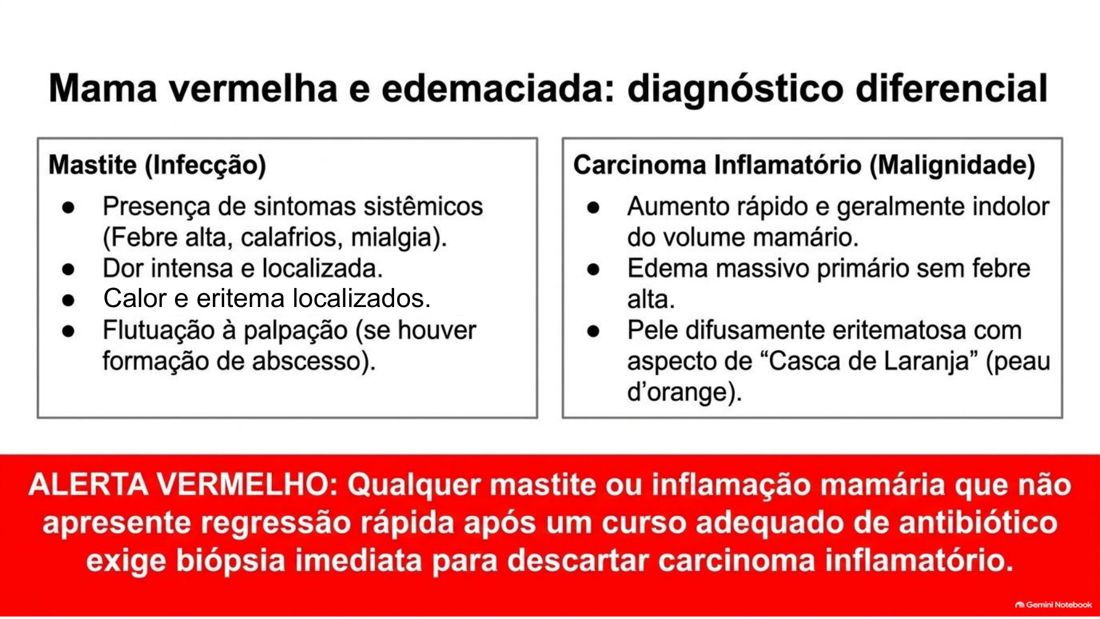 Mama vermelha e edemaciada: diagnóstico diferencial
Mastite (Infecção)
● Presença de sintomas sistêmicos
(Febre alta, calafrios, mialgia).
● Dor intensa e localizada.
● Calor e eritema localizados.
● Flutuação à palpação (se houver
formação de abscesso).
Carcinoma Inflamatório (Malignidade)
● Aumento rápido e geralmente indolor
do volume mamário.
● Edema massivo primário sem febre
alta.
● Pele difusamente eritematosa com
aspecto de “Casca de Laranja” (peau
d’orange).
ALERTA VERMELHO: Qualquer mastite ou inflamação mamária que não
apresente regressão rápida após um curso adequado de antibiótico
exige biópsia imediata para descartar carcinoma inflamatório.
Gemini Notebook